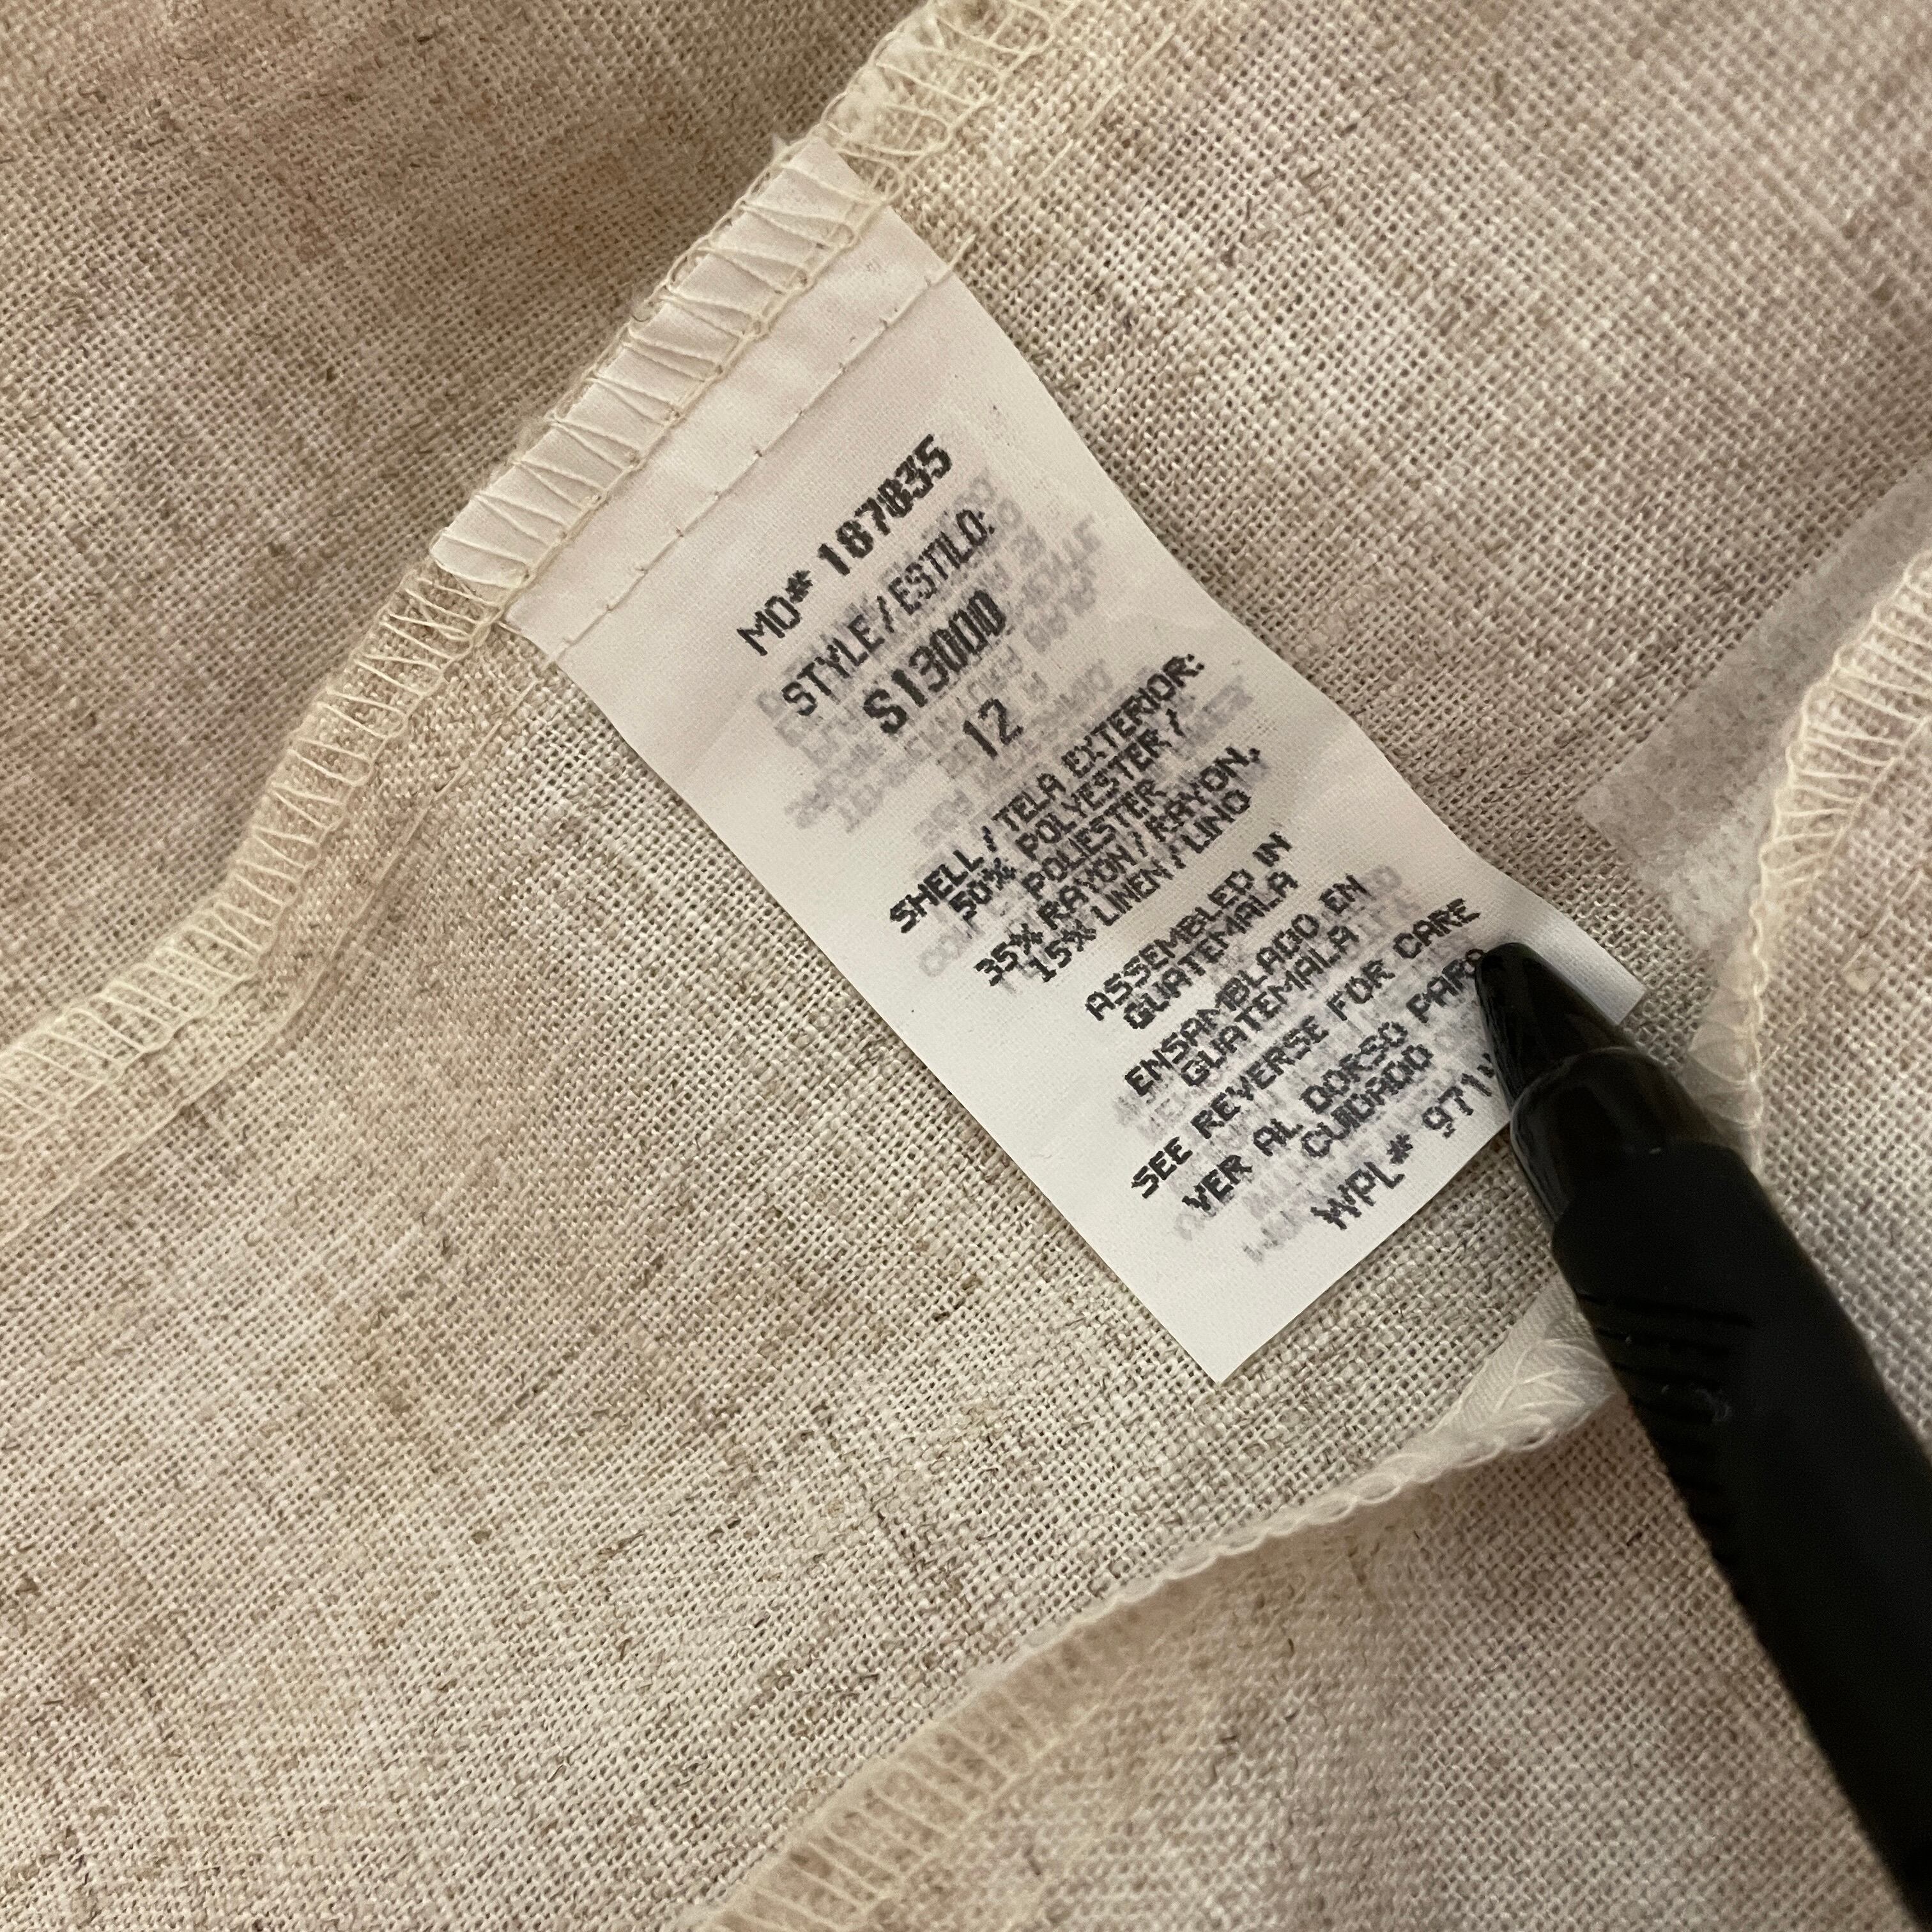 MO# 187835
STYLE/ESTILO:
S13000
12
SHELL/TELA EXTERIOR:
50% POLYESTER/
POLIESTER
35% RAYON/RAYON,
15% LINEN/LINO
ASSEMBLED IN
GUATEMALA
ENSAMBLADO EN
GUATEMALA
SEE REVERSE FOR CARE
VER AL DORSO PARA
CUIDADO
WPL#